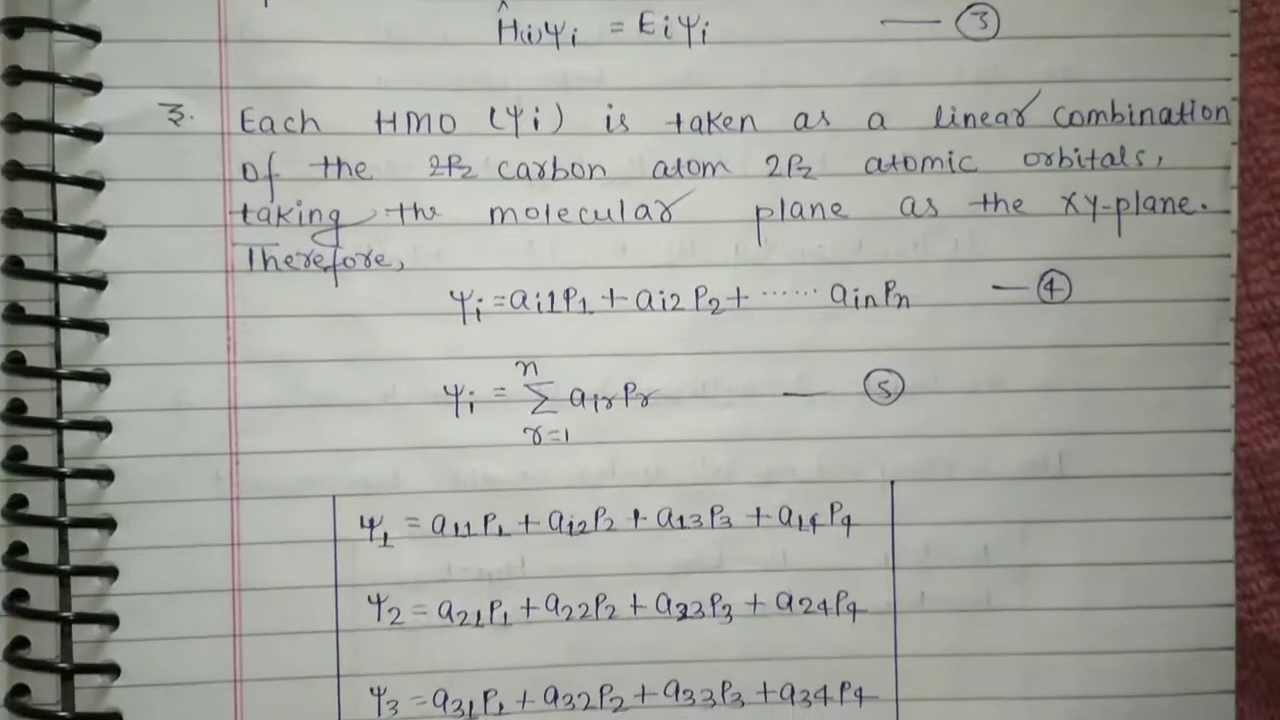 Ĥ(i)ψi = Eiψi — ③
3. Each HMO (ψi) is taken as a linear combination
of the 2Pz carbon atom 2Pz atomic orbitals,
taking the molecular plane as the xy-plane.
Therefore,
ψi = ai1P1 + ai2P2 + ...... ainPn — ④
ψi = n∑r=1 airPr — ⑤
ψ1 = a11P1 + ai2P2 + a13P3 + a14P4
ψ2 = a21P1 + a22P2 + a23P3 + a24P4
ψ3 = a31P1 + a32P2 + a33P3 + a34P4